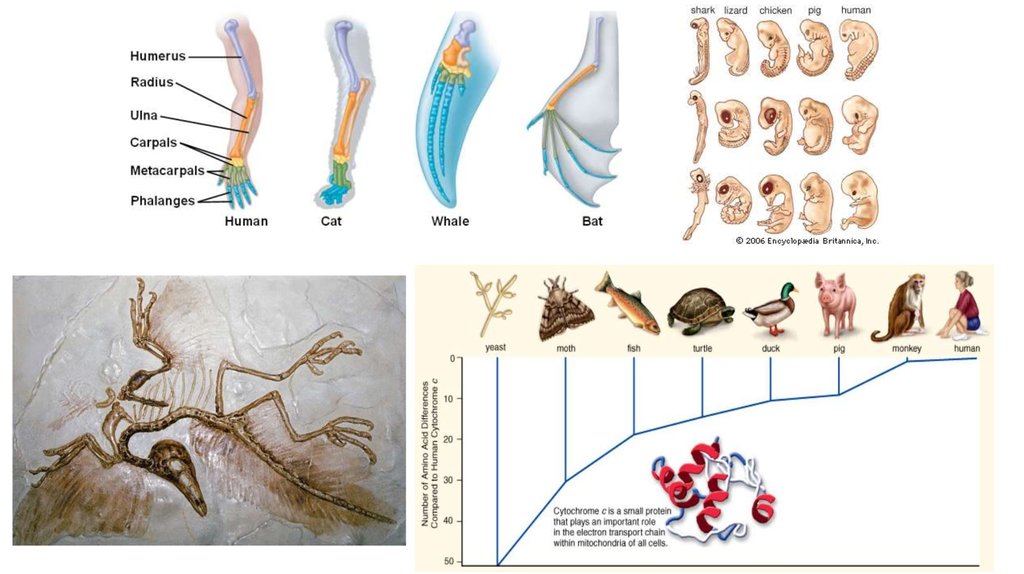 Humerus
Radius
Ulna
Carpals
Metacarpals
Phalanges
Human
Cat
Whale
Bat
shark lizard chicken pig human
© 2006 Encyclopædia Britannica, Inc.
yeast
moth
fish
turtle
duck
pig
monkey
human
Number of Amino Acid Differences
Compared to Human Cytochrome c
0
10
20
30
40
50
Cytochrome c is a small protein
that plays an important role
in the electron transport chain
within mitochondria of all cells.